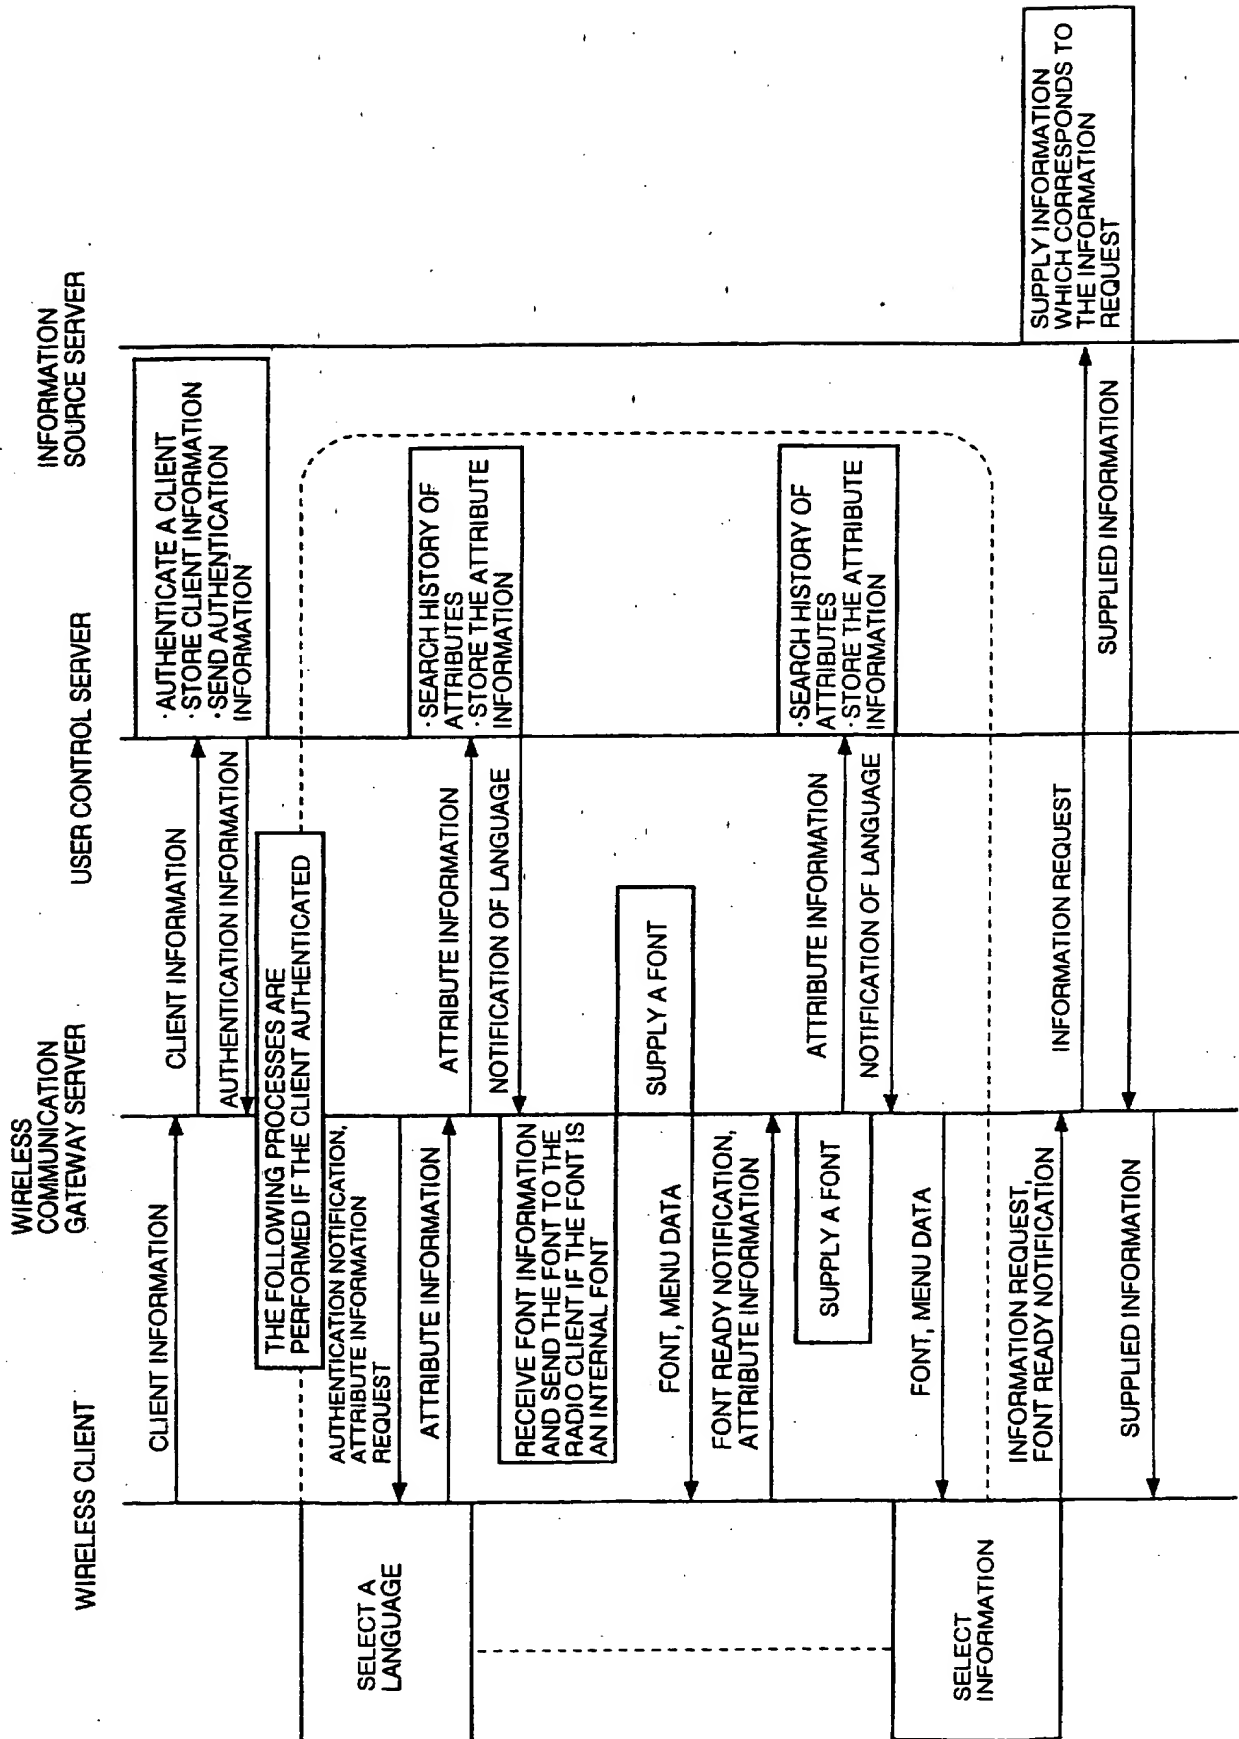 WIRELESS CLIENT
WIRELESS
COMMUNICATION
GATEWAY SERVER
USER CONTROL SERVER
INFORMATION
SOURCE SERVER
CLIENT INFORMATION
CLIENT INFORMATION
· AUTHENTICATE A CLIENT
· STORE CLIENT INFORMATION
· SEND AUTHENTICATION
INFORMATION
AUTHENTICATION INFORMATION
THE FOLLOWING PROCESSES ARE
PERFORMED IF THE CLIENT AUTHENTICATED
AUTHENTICATION NOTIFICATION,
ATTRIBUTE INFORMATION
REQUEST
SELECT A
LANGUAGE
ATTRIBUTE INFORMATION
ATTRIBUTE INFORMATION
· SEARCH HISTORY OF
ATTRIBUTES
· STORE THE ATTRIBUTE
INFORMATION
NOTIFICATION OF LANGUAGE
RECEIVE FONT INFORMATION
AND SEND THE FONT TO THE
RADIO CLIENT IF THE FONT IS
AN INTERNAL FONT
SUPPLY A FONT
FONT, MENU DATA
FONT READY NOTIFICATION,
ATTRIBUTE INFORMATION
SUPPLY A FONT
ATTRIBUTE INFORMATION
· SEARCH HISTORY OF
ATTRIBUTES
· STORE THE ATTRIBUTE
INFORMATION
NOTIFICATION OF LANGUAGE
FONT, MENU DATA
SELECT
INFORMATION
INFORMATION REQUEST,
FONT READY NOTIFICATION
INFORMATION REQUEST
SUPPLY INFORMATION
WHICH CORRESPONDS TO
THE INFORMATION
REQUEST
SUPPLIED INFORMATION
SUPPLIED INFORMATION